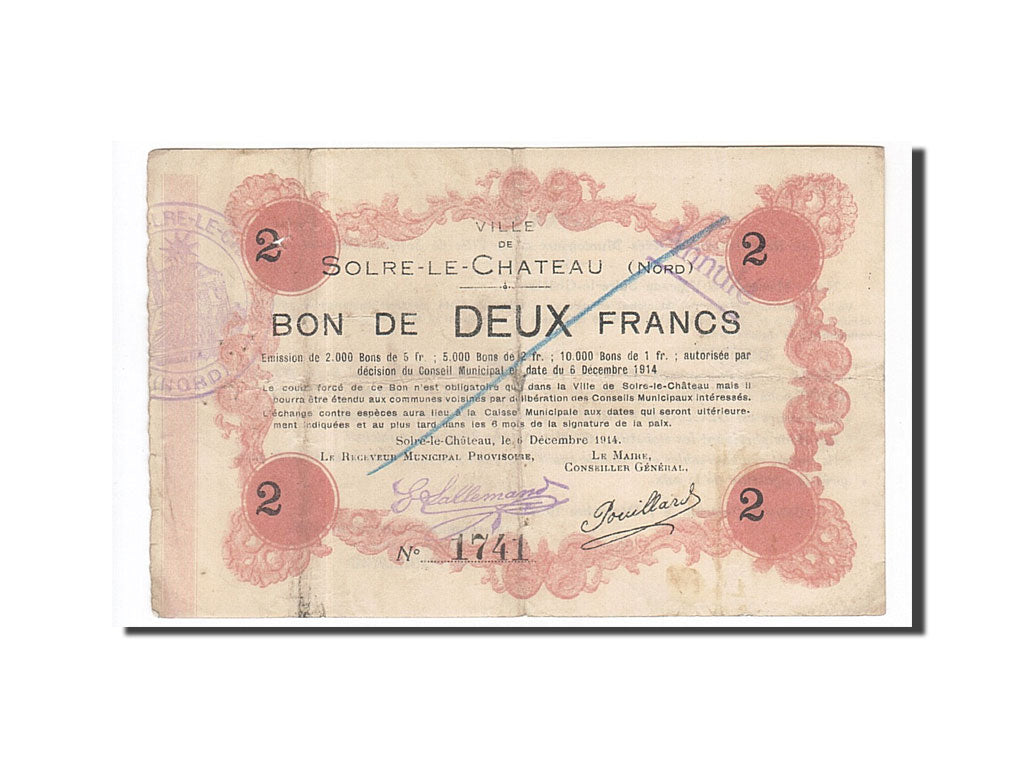 2 2
VILLE
DE
SOLRE-LE-CHATEAU (NORD)
BON DE DEUX FRANCS
Emission de 2.000 Bons de 5 fr. ; 5.000 Bons de 2 fr. ; 10.000 Bons de 1 fr. ; autorisée par
décision du Conseil Municipal en date du 6 Décembre 1914
Le cours forcé de ce Bon n'est obligatoire que dans la Ville de Solre-le-Château mais il
pourra être étendu aux communes voisines par délibération des Conseils Municipaux intéressés.
L'échange contre espèces aura lieu à la Caisse Municipale aux dates qui seront ultérieure-
ment indiquées et au plus tard dans les 6 mois de la signature de la paix.
Solre-le-Château, le 6 Décembre 1914.
LE RECEVEUR MUNICIPAL PROVISOIRE, LE MAIRE,
CONSEILLER GÉNÉRAL,
2 2
Pouillard
N° 1741
Annulé
NORD